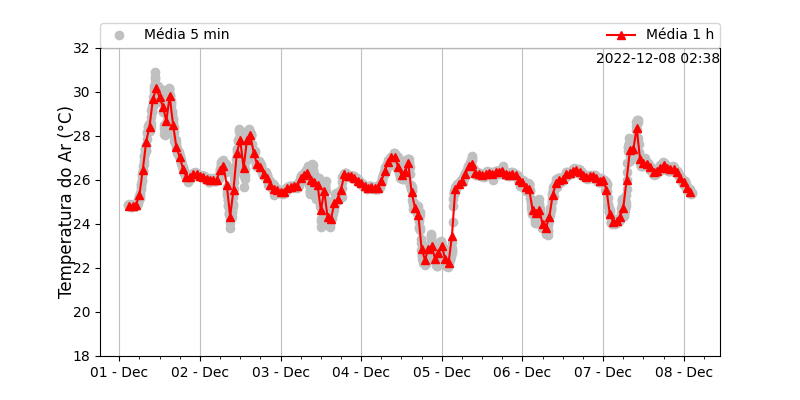 Média 5 min
Média 1 h
2022-12-08 02:38
Temperatura do Ar (°C)
32
30
28
26
24
22
20
18
01 - Dec
02 - Dec
03 - Dec
04 - Dec
05 - Dec
06 - Dec
07 - Dec
08 - Dec